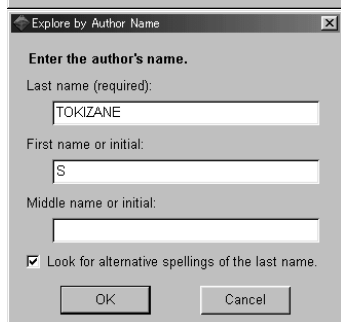 Explore by Author Name
Enter the author's name.
Last name (required):
TOKIZANE
First name or initial:
S
Middle name or initial:
Look for alternative spellings of the last name.
OK Cancel